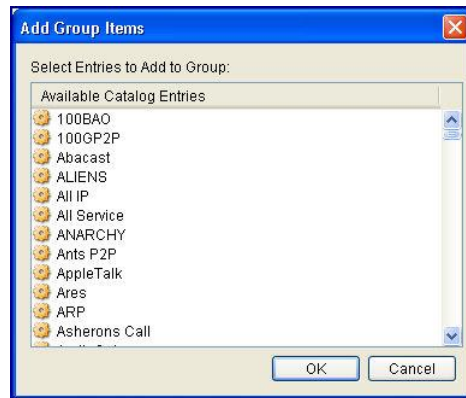 Add Group Items
Select Entries to Add to Group:
Available Catalog Entries
100BAO
100GP2P
Abacast
ALIENS
All IP
All Service
ANARCHY
Ants P2P
AppleTalk
Ares
ARP
Asherons Call
OK Cancel